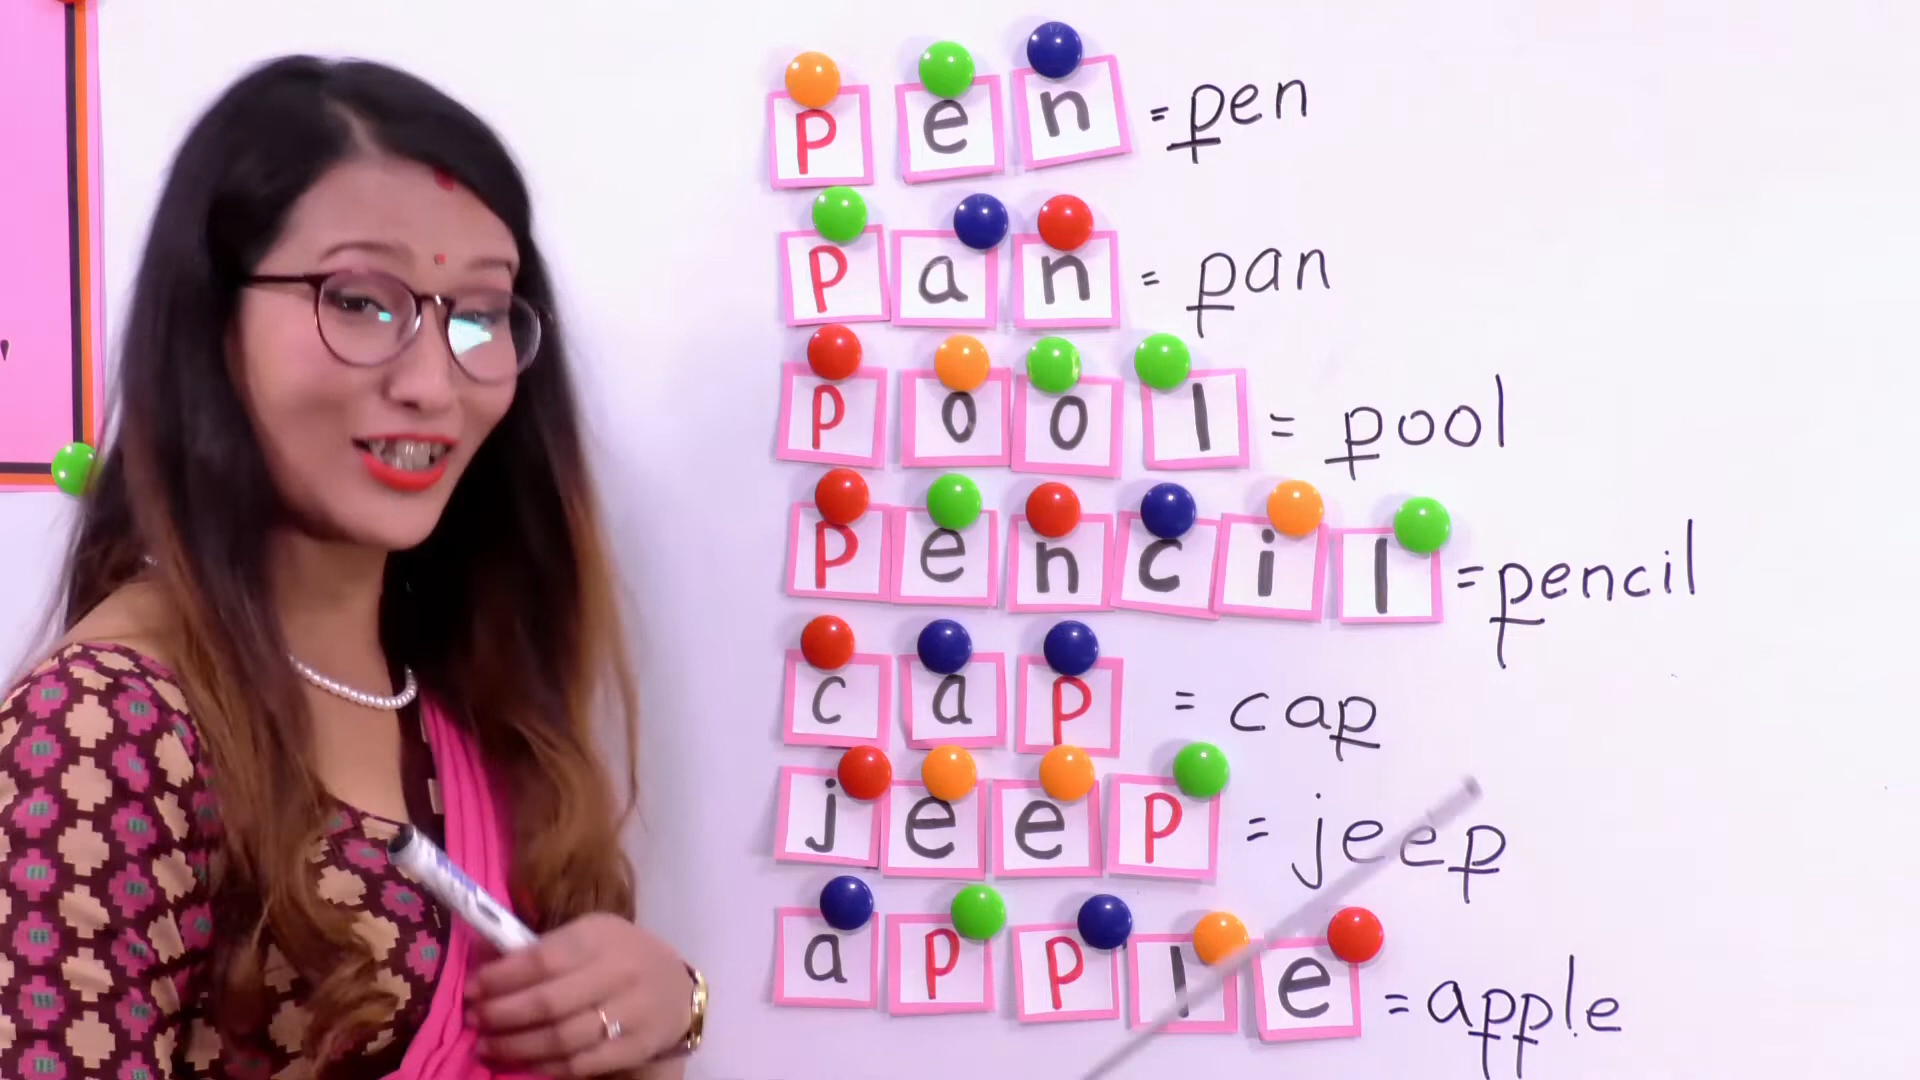 p e n = pen
p a n = pan
p o o l = pool
p e n c i l = pencil
c a p = cap
j e e p = jeep
a p p l e = apple